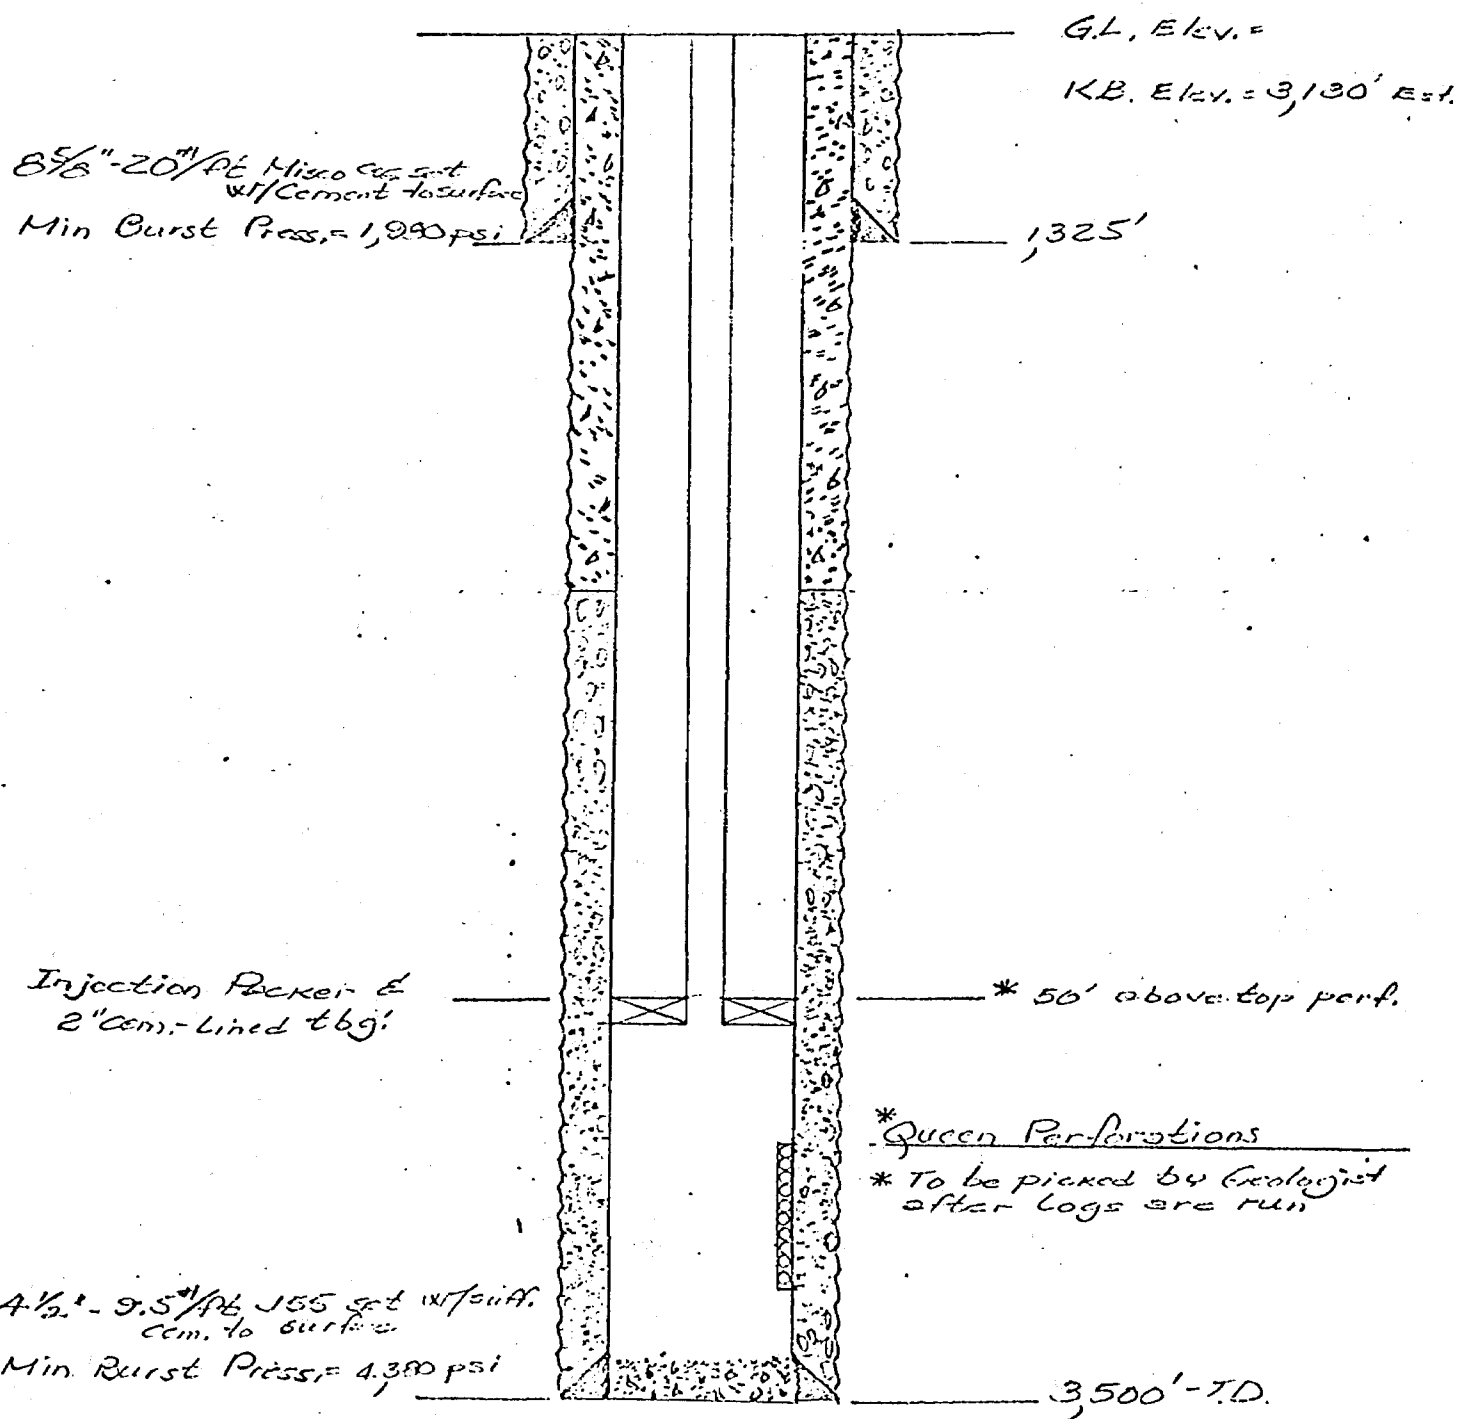 G.L. Elev. =
K.B. Elev. = 3,130' Est.
8 5/8" - 20#/ft Misco csg set
w/Cement to surface
Min Burst Press. = psi
1,325'
Injection Packer &
2" Cem.-Lined tbg.
* 50' above top perf.
* Queen Perforations
* To be picked by Geologist
after Logs are run
4 1/2" - 9.5#/ft J55 set w/suff.
cem. to surface
Min Burst Press. = 4,380 psi
3,500' - T.D.